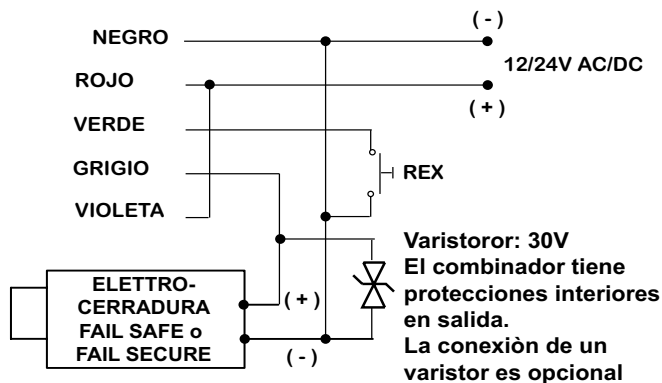 ( - )
NEGRO
12/24V AC/DC
ROJO
( + )
VERDE
GRIGIO
REX
VIOLETA
Varistoror: 30V
El combinador tiene
protecciones interiores
en salida.
La conexiòn de un
varistor es opcional
ELETTRO-
CERRADURA
FAIL SAFE o
FAIL SECURE
( + )
( - )